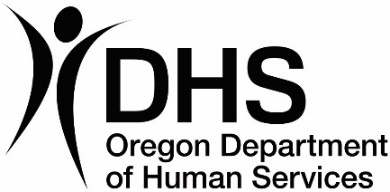 DHS
Oregon Department
of Human Services